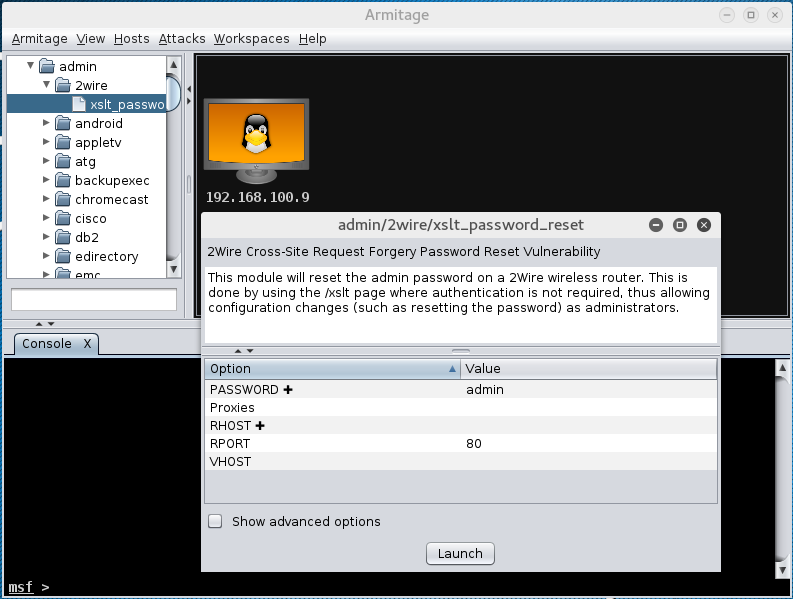 Armitage
Armitage View Hosts Attacks Workspaces Help
admin
2wire
xslt_passwo
android
appletv
atg
backupexec
chromecast
cisco
db2
edirectory
emc
192.168.100.9
admin/2wire/xslt_password_reset
2Wire Cross-Site Request Forgery Password Reset Vulnerability
This module will reset the admin password on a 2Wire wireless router. This is
done by using the /xslt page where authentication is not required, thus allowing
configuration changes (such as resetting the password) as administrators.
Option Value
PASSWORD ✚ admin
Proxies
RHOST ✚
RPORT 80
VHOST
Show advanced options
Launch
Console X
msf >